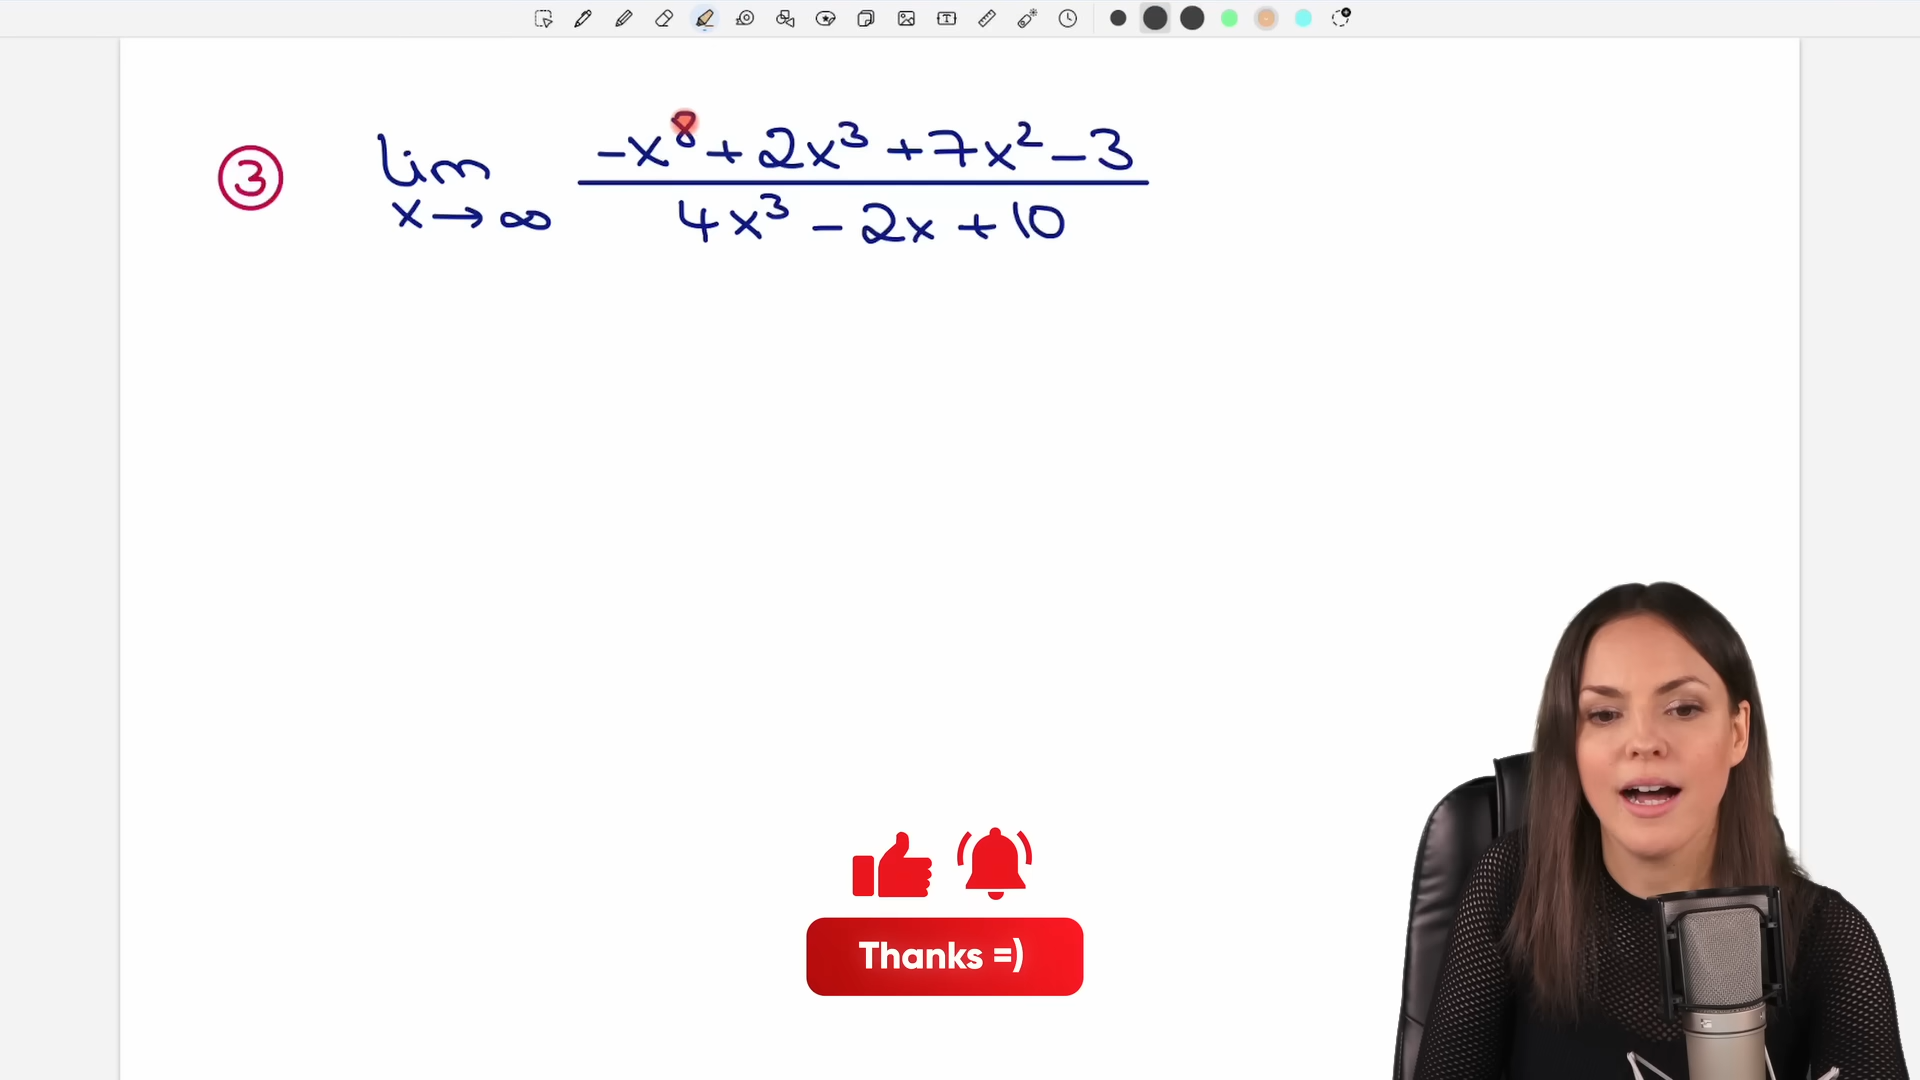 ③ lim x→∞ (-x⁸ + 2x³ + 7x² - 3) / (4x³ - 2x + 10)
Thanks =)